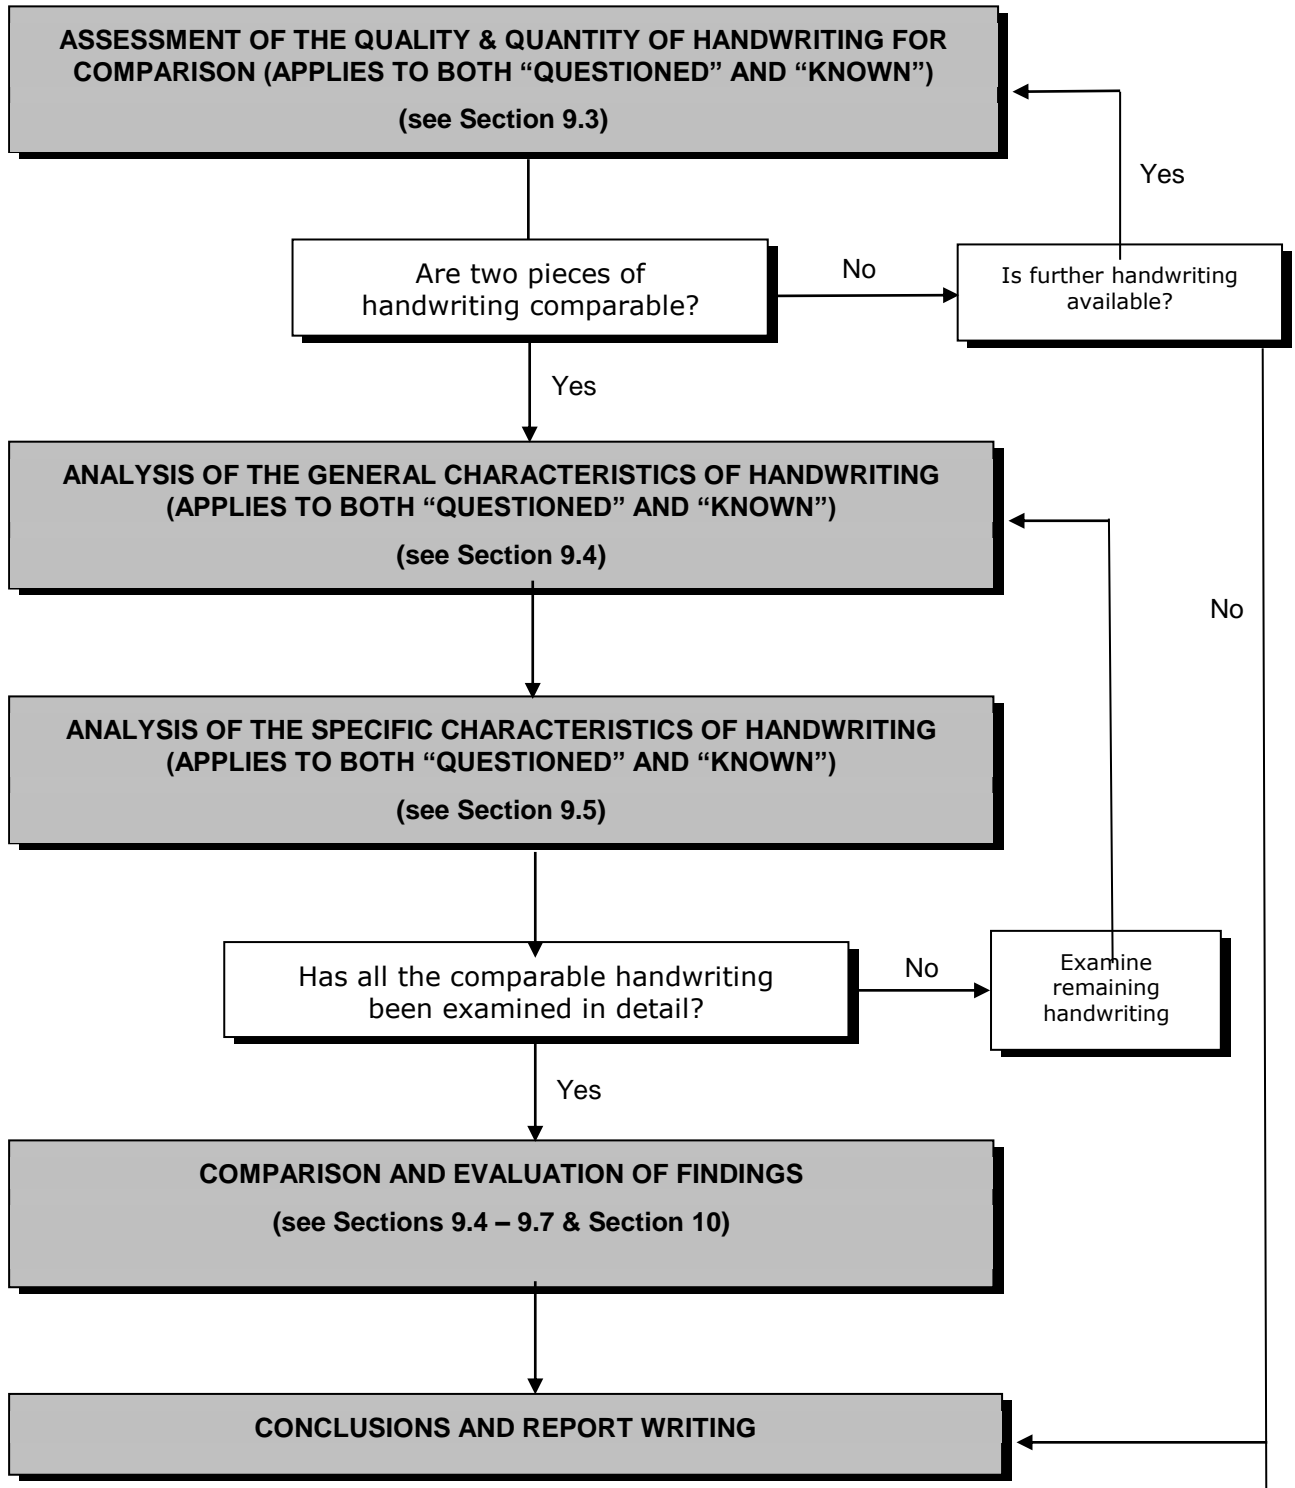 ASSESSMENT OF THE QUALITY & QUANTITY OF HANDWRITING FOR
COMPARISON (APPLIES TO BOTH “QUESTIONED” AND “KNOWN”)
(see Section 9.3)
Yes
Are two pieces of
handwriting comparable?
No
Is further handwriting
available?
Yes
ANALYSIS OF THE GENERAL CHARACTERISTICS OF HANDWRITING
(APPLIES TO BOTH “QUESTIONED” AND “KNOWN”)
(see Section 9.4)
No
ANALYSIS OF THE SPECIFIC CHARACTERISTICS OF HANDWRITING
(APPLIES TO BOTH “QUESTIONED” AND “KNOWN”)
(see Section 9.5)
Has all the comparable handwriting
been examined in detail?
No
Examine
remaining
handwriting
Yes
COMPARISON AND EVALUATION OF FINDINGS
(see Sections 9.4 – 9.7 & Section 10)
CONCLUSIONS AND REPORT WRITING